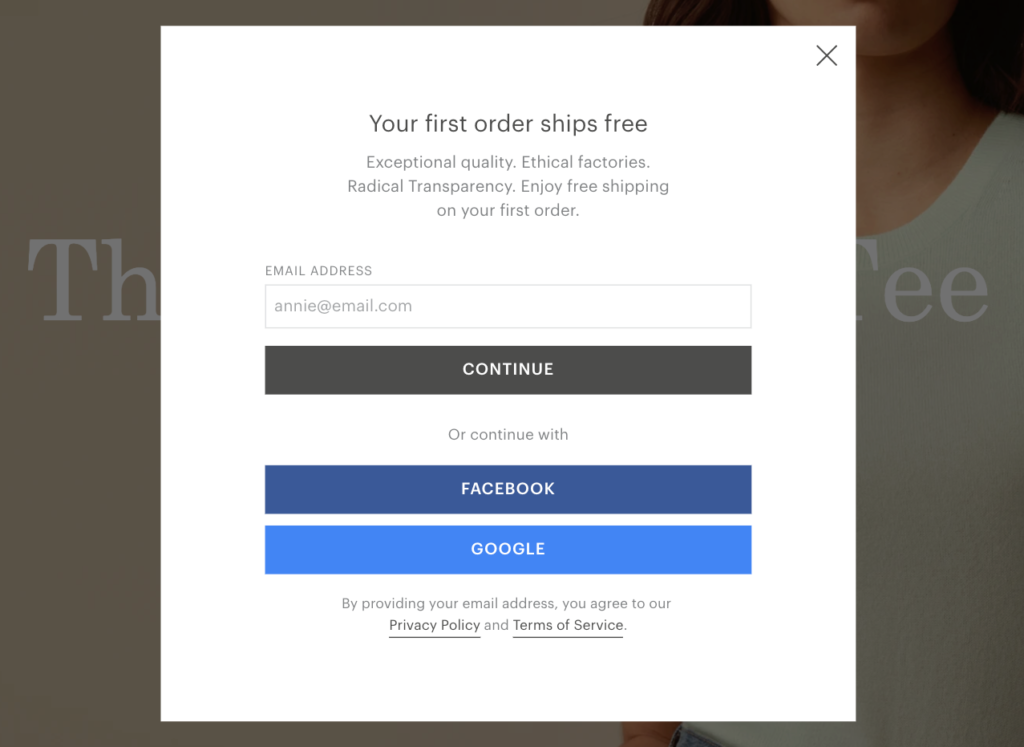 Your first order ships free
Exceptional quality. Ethical factories.
Radical Transparency. Enjoy free shipping
on your first order.
Th
Tee
EMAIL ADDRESS
annie@email.com
CONTINUE
Or continue with
FACEBOOK
GOOGLE
By providing your email address, you agree to our
Privacy Policy and Terms of Service.